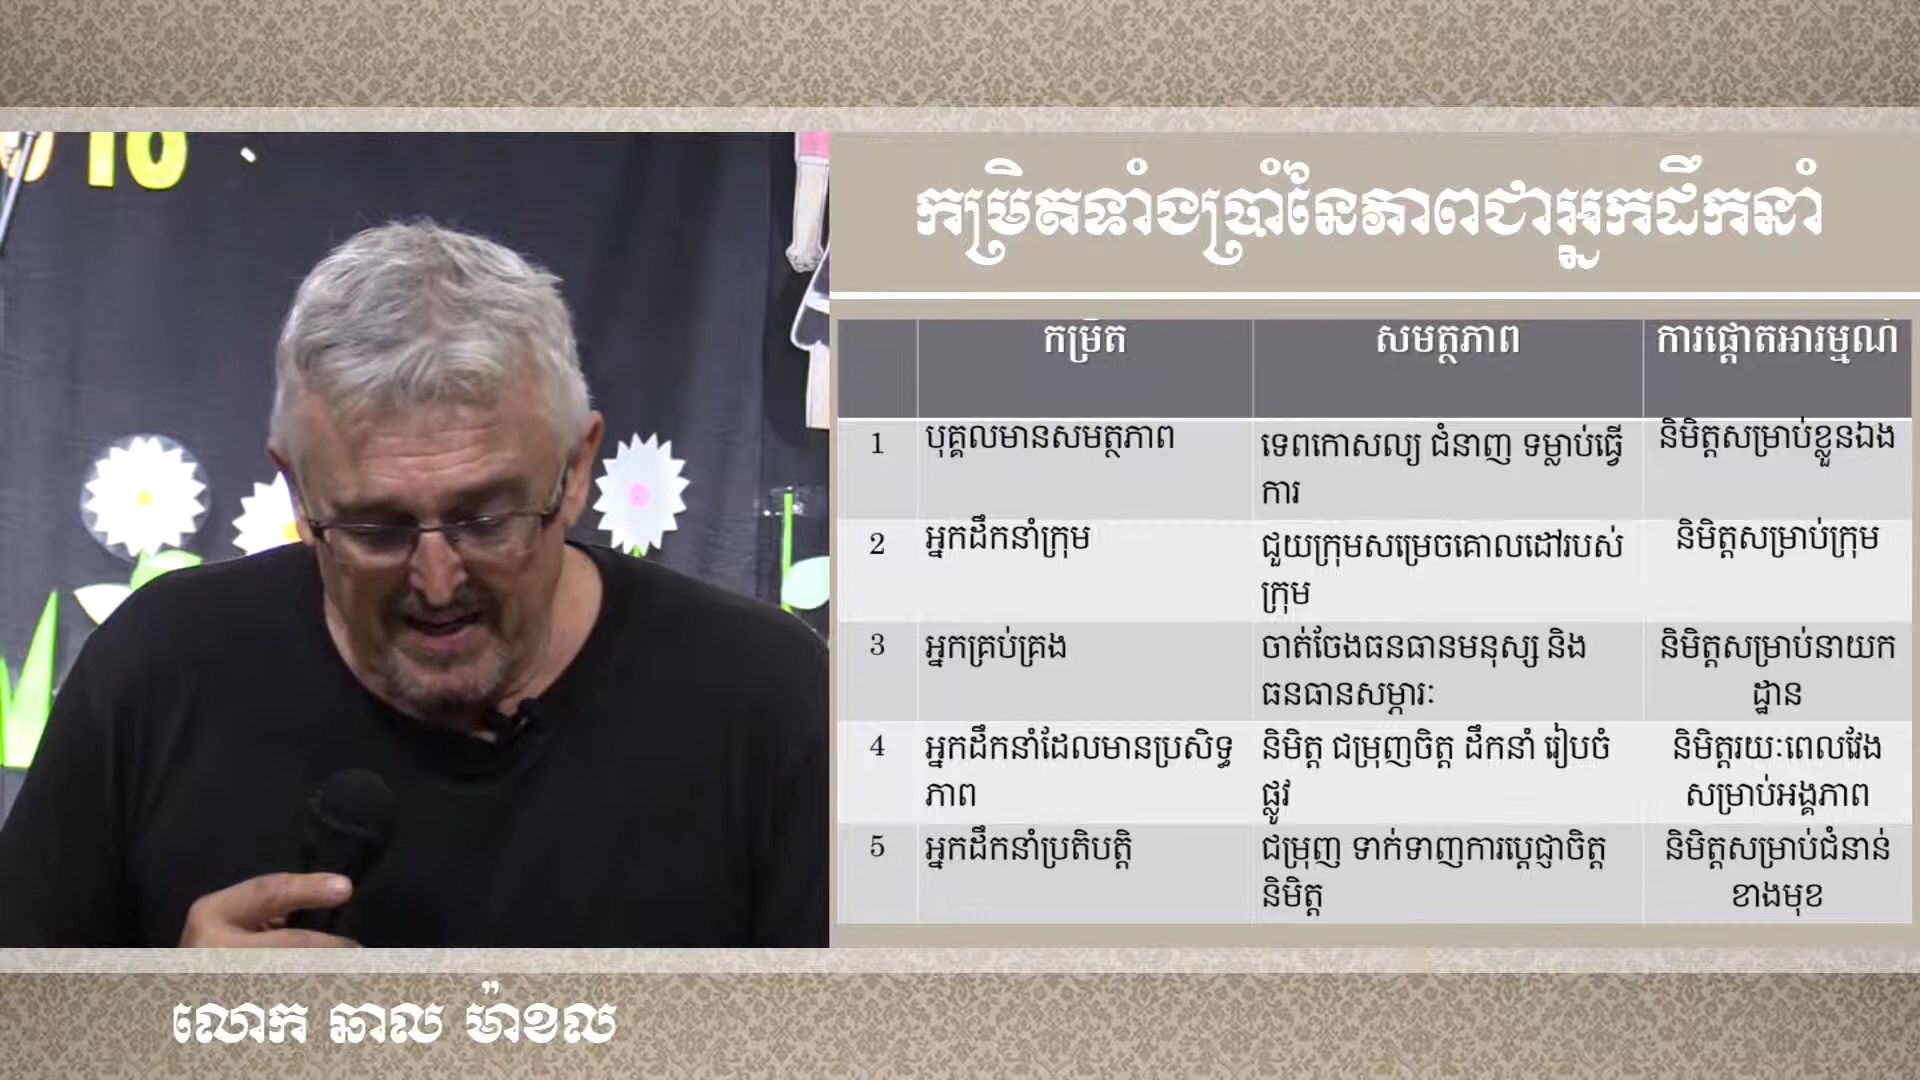 18
កម្រិតទាំងប្រាំនៃភាពជាអ្នកដឹកនាំ
កម្រិត សមត្ថភាព ការផ្តោតអារម្មណ៍
1 បុគ្គលមានសមត្ថភាព ទេពកោសល្យ ជំនាញ ទម្លាប់ធ្វើ និមិត្តសម្រាប់ខ្លួនឯង
ការ
2 អ្នកដឹកនាំក្រុម ជួយក្រុមសម្រេចគោលដៅរបស់ និមិត្តសម្រាប់ក្រុម
ក្រុម
3 អ្នកគ្រប់គ្រង ចាត់ចែងធនធានមនុស្ស និង និមិត្តសម្រាប់នាយក
ធនធានសម្ភារៈ ដ្ឋាន
4 អ្នកដឹកនាំដែលមានប្រសិទ្ធ និមិត្ត ជម្រុញចិត្ត ដឹកនាំ រៀបចំ និមិត្តរយៈពេលវែង
ភាព ផ្លូវ សម្រាប់អង្គភាព
5 អ្នកដឹកនាំប្រតិបត្តិ ជម្រុញ ទាក់ទាញការប្តេជ្ញាចិត្ត និមិត្តសម្រាប់ជំនាន់
និមិត្ត ខាងមុខ
លោក ឆាល ម៉ាខល